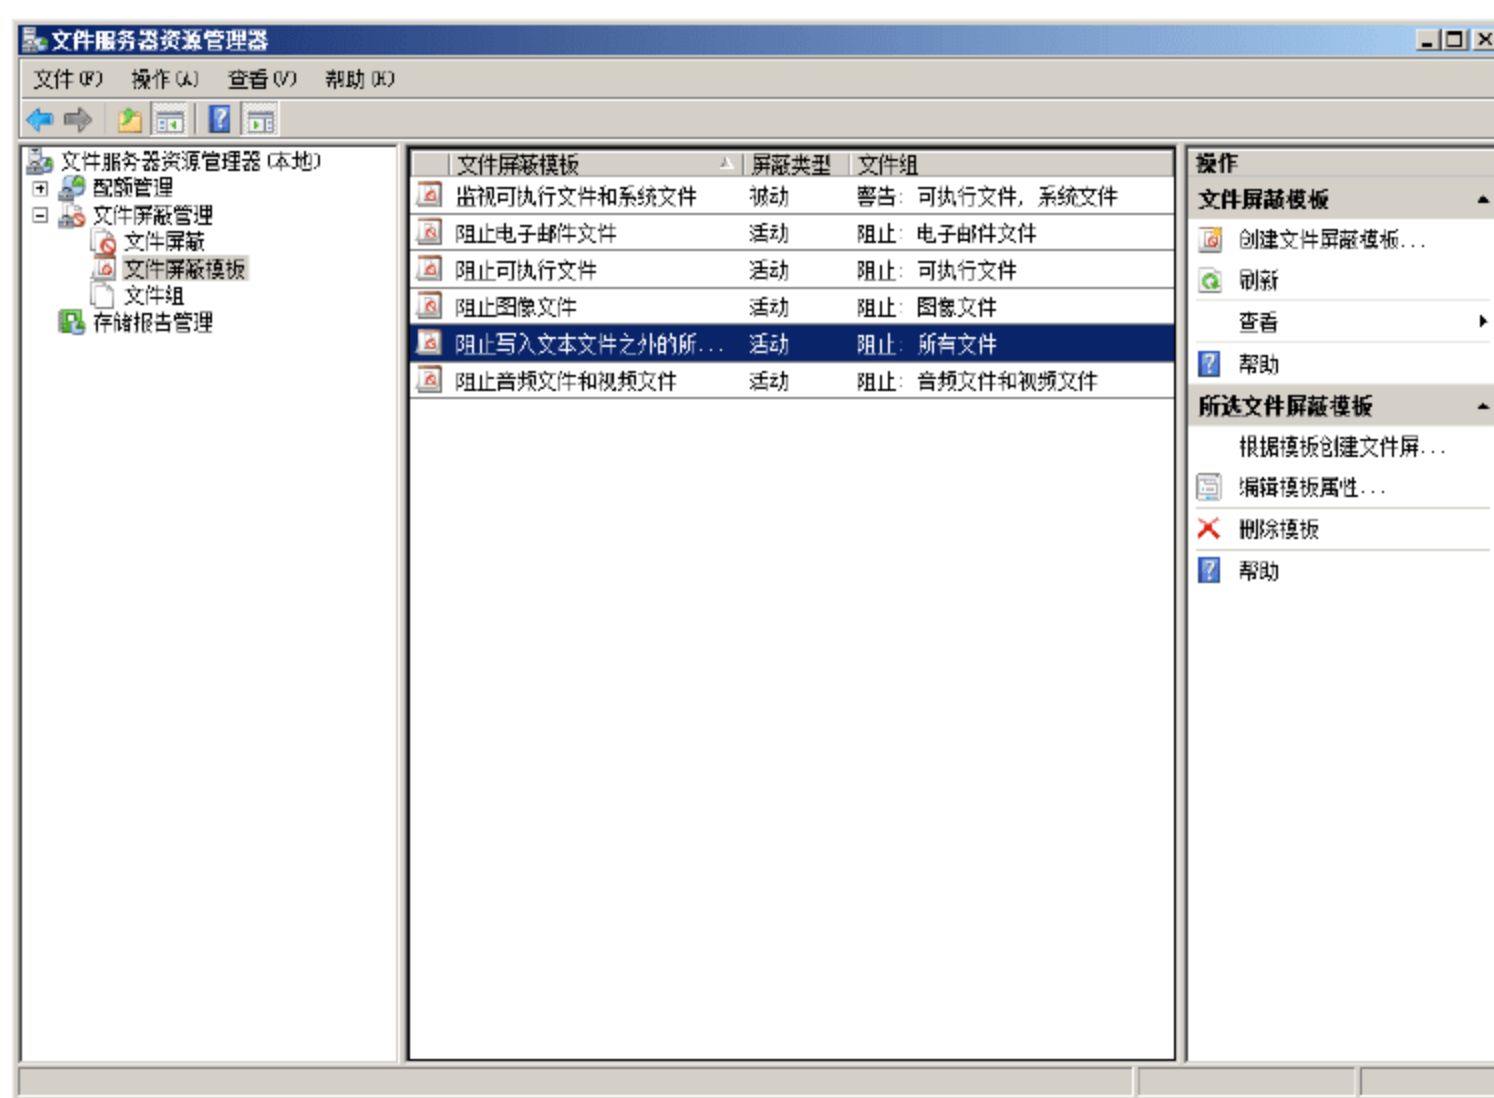 文件服务器资源管理器
文件(F) 操作(A) 查看(V) 帮助(H)
文件服务器资源管理器(本地)
配额管理
文件屏蔽管理
文件屏蔽
文件屏蔽模板
文件组
存储报告管理
文件屏蔽模板 屏蔽类型 文件组
监视可执行文件和系统文件 被动 警告: 可执行文件, 系统文件
阻止电子邮件文件 活动 阻止: 电子邮件文件
阻止可执行文件 活动 阻止: 可执行文件
阻止图像文件 活动 阻止: 图像文件
阻止写入文本文件之外的所... 活动 阻止: 所有文件
阻止音频文件和视频文件 活动 阻止: 音频文件和视频文件
操作
文件屏蔽模板
创建文件屏蔽模板...
刷新
查看
帮助
所选文件屏蔽模板
根据模板创建文件屏...
编辑模板属性...
删除模板
帮助